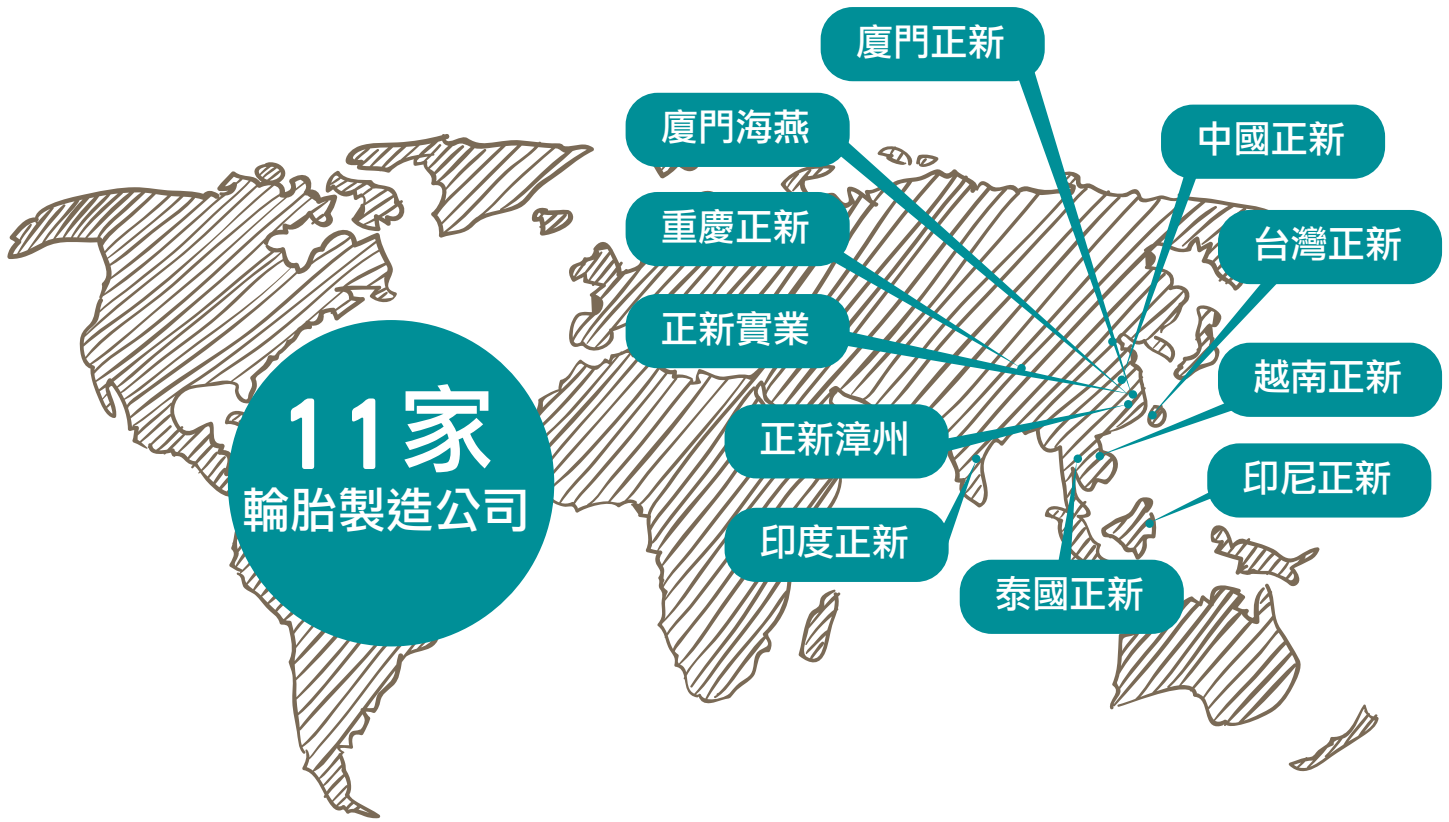 廈門正新
廈門海燕
中國正新
重慶正新
台灣正新
正新實業
越南正新
11家
輪胎製造公司
正新漳州
印尼正新
印度正新
泰國正新